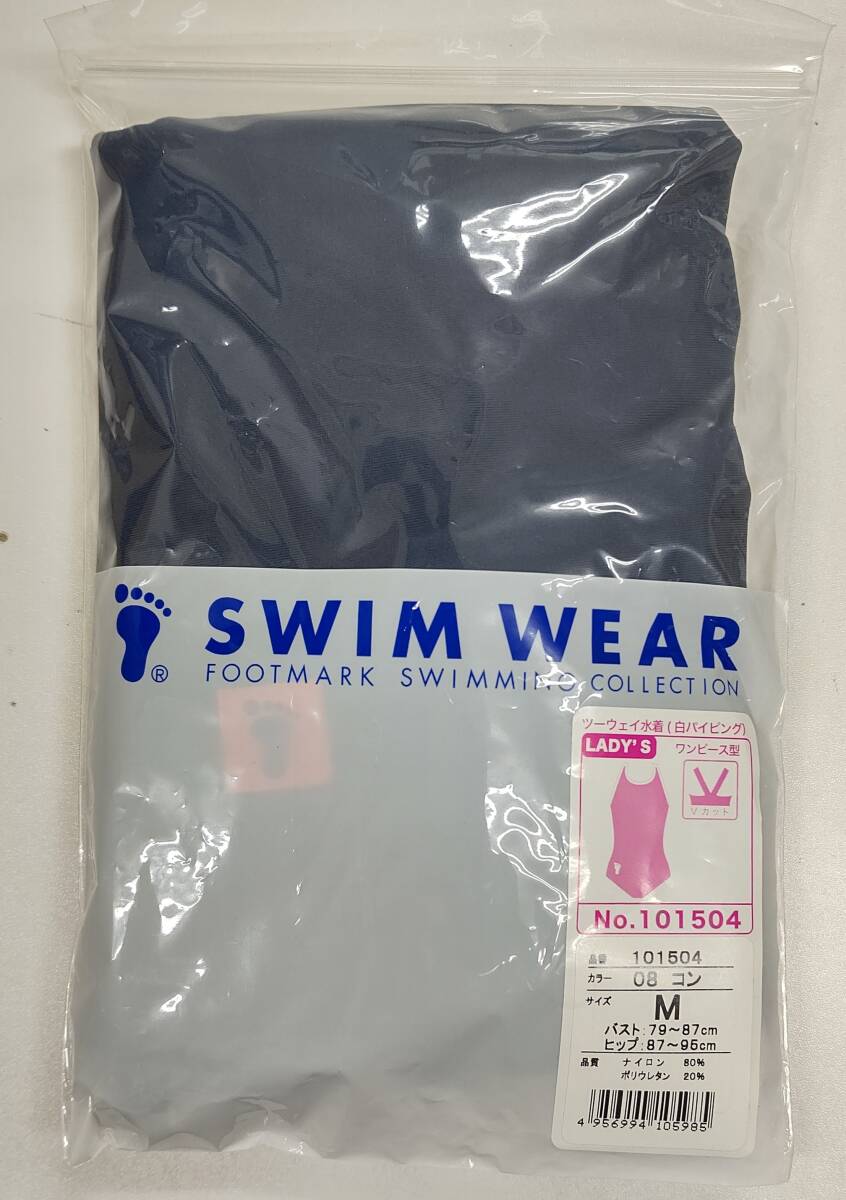 SWIM WEAR
®
FOOTMARK SWIMMING COLLECTION
ツーウェイ水着(白パイピング)
LADY'S ワンピース型
Vカット
No.101504
品番 101504
カラー 08 コン
サイズ M
バスト:79〜87cm
ヒップ:87〜95cm
品質 ナイロン 80%
ポリウレタン 20%
4 956994 105985